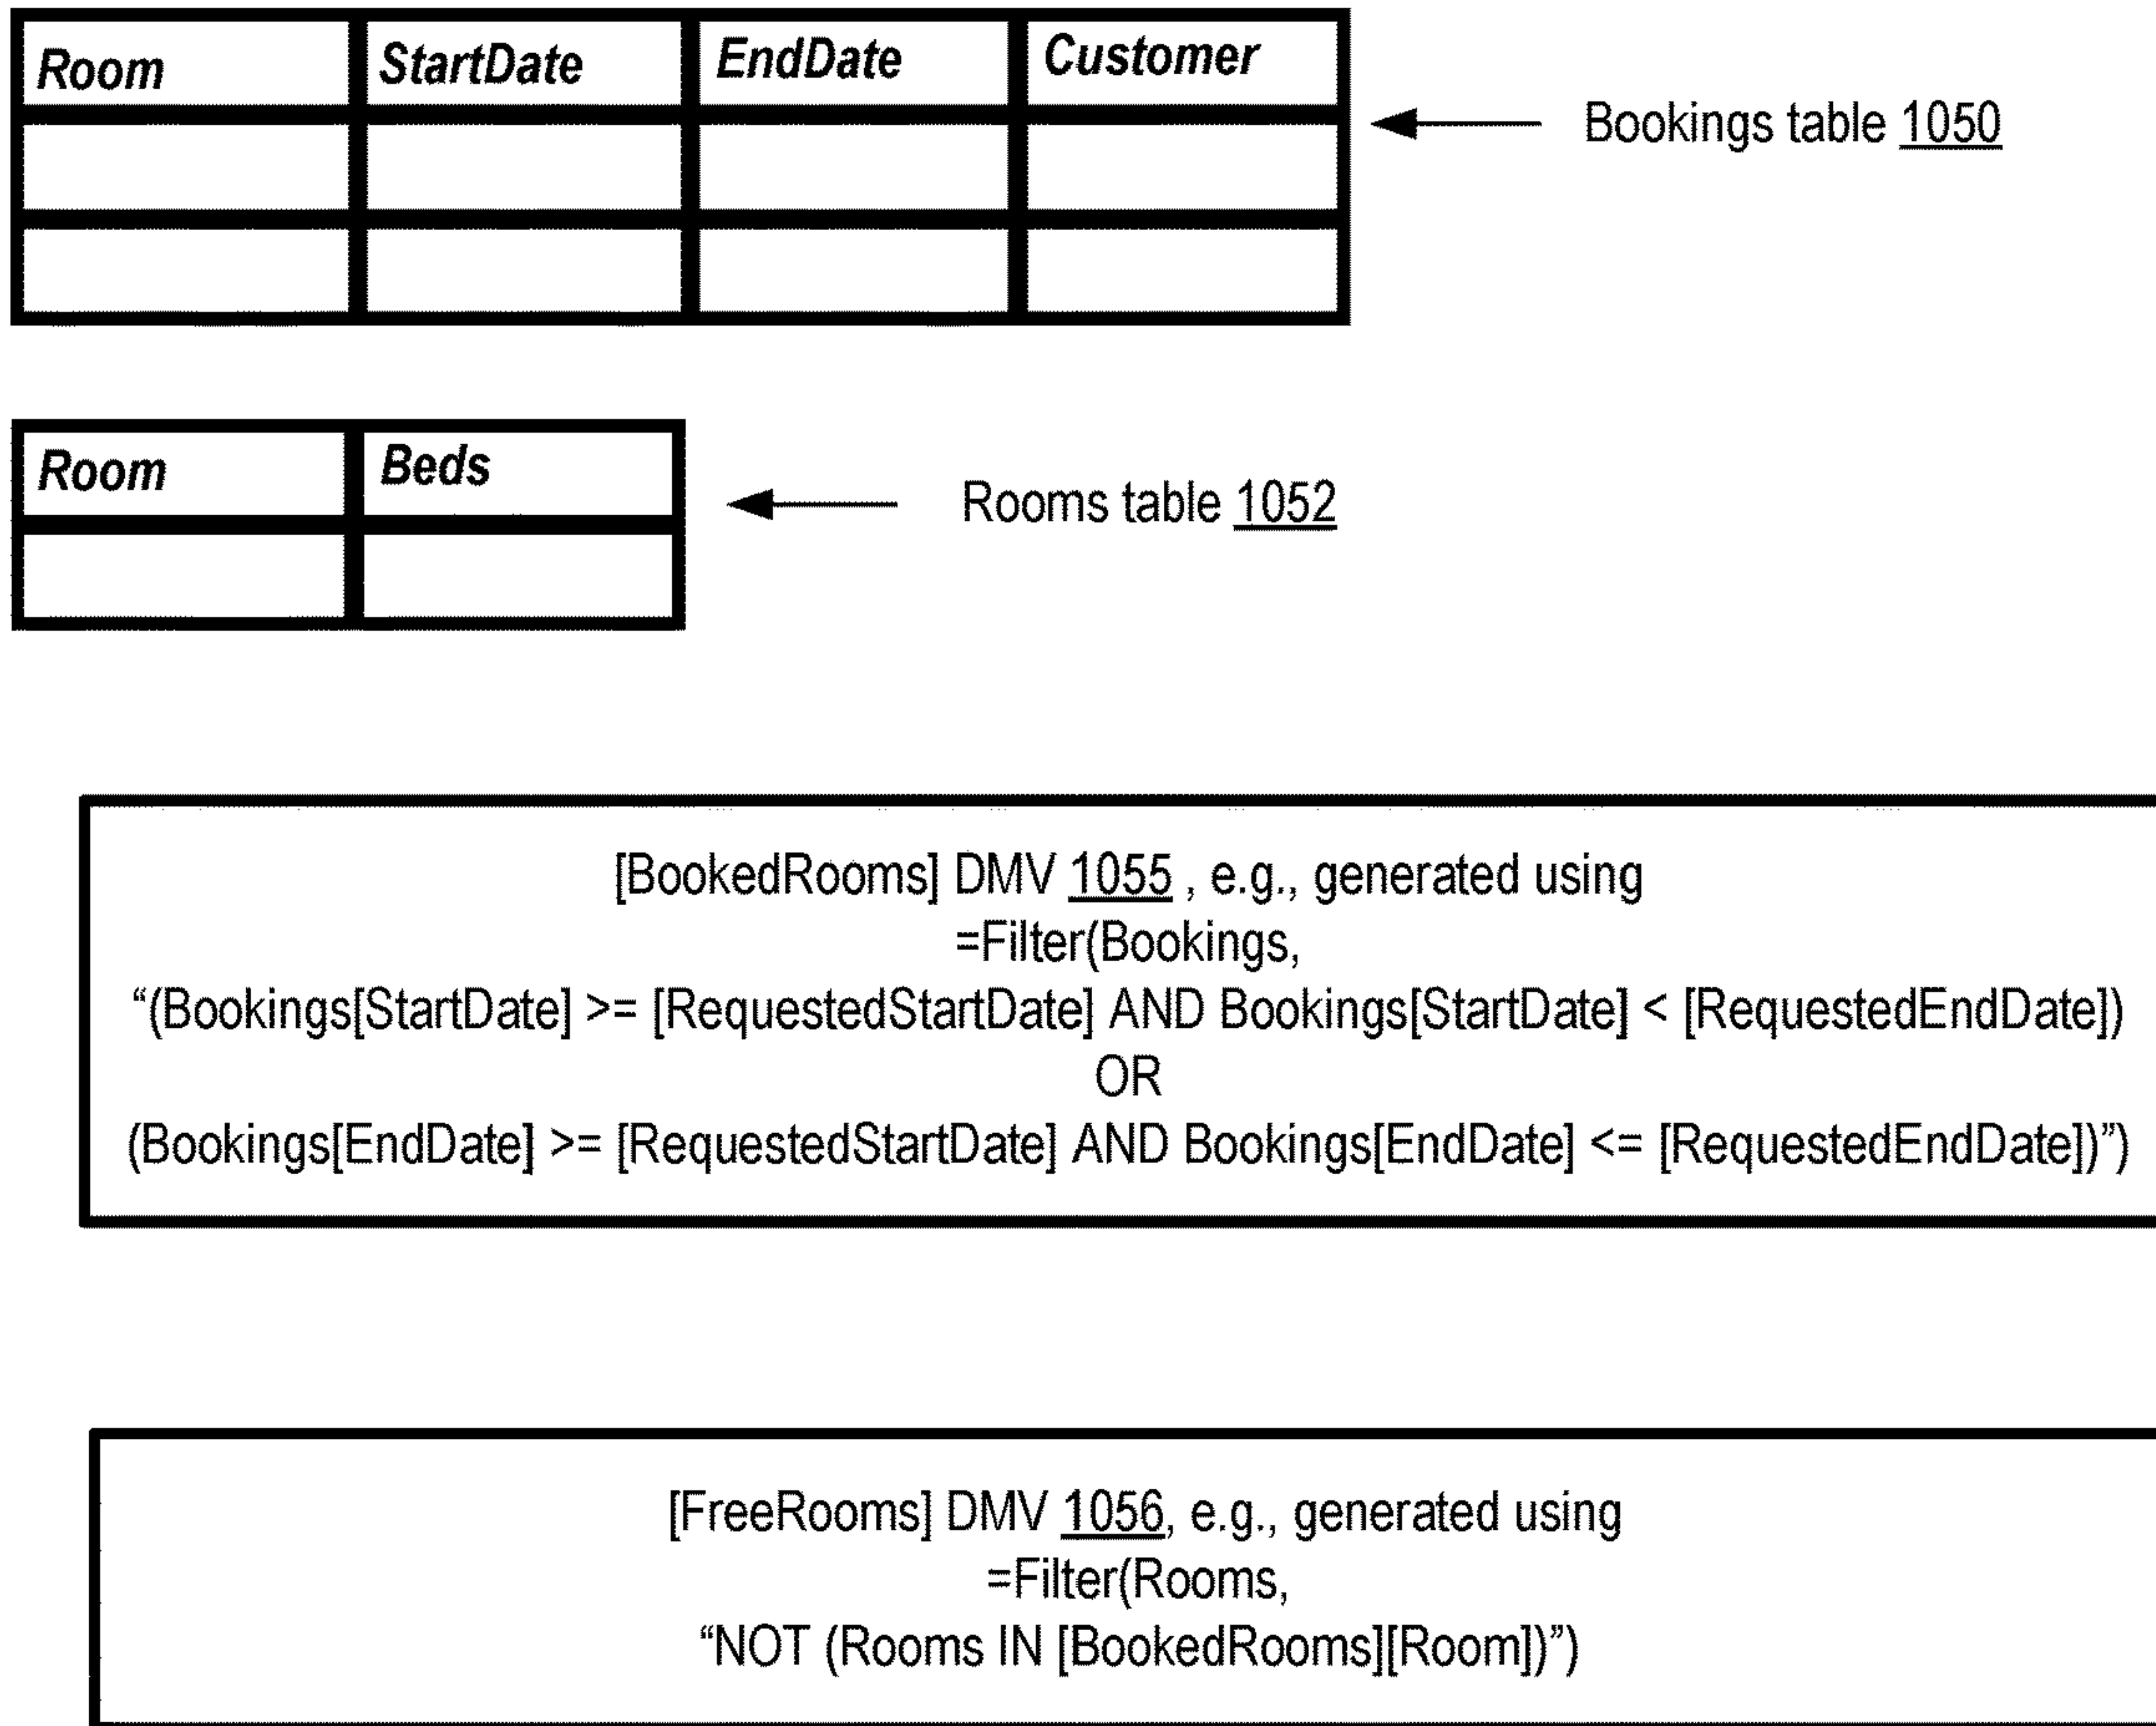 Room StartDate EndDate Customer
Bookings table 1050
Room Beds
Rooms table 1052
[BookedRooms] DMV 1055 , e.g., generated using
=Filter(Bookings,
“(Bookings[StartDate] >= [RequestedStartDate] AND Bookings[StartDate] < [RequestedEndDate])
OR
(Bookings[EndDate] >= [RequestedStartDate] AND Bookings[EndDate] <= [RequestedEndDate])”)
[FreeRooms] DMV 1056, e.g., generated using
=Filter(Rooms,
“NOT (Rooms IN [BookedRooms][Room])”)